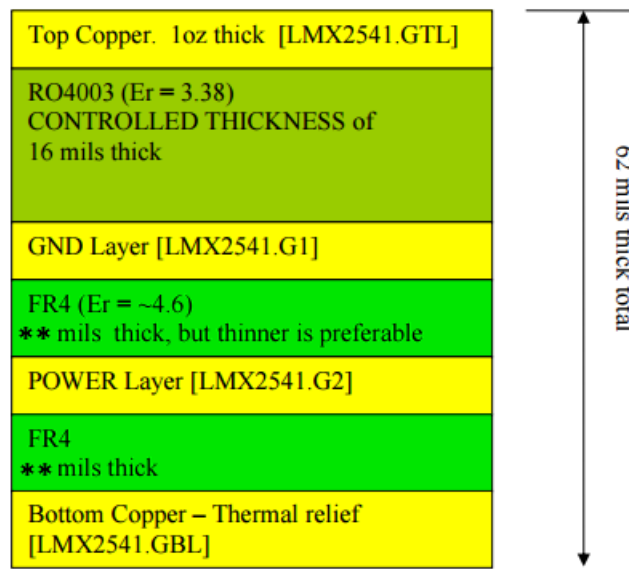 Top Copper.  1oz thick  [LMX2541.GTL]
RO4003 (Er = 3.38)
CONTROLLED THICKNESS of
16 mils thick
GND Layer [LMX2541.G1]
FR4 (Er = ~4.6)
** mils  thick, but thinner is preferable
POWER Layer [LMX2541.G2]
FR4
** mils thick
Bottom Copper – Thermal relief
[LMX2541.GBL]
62 mils thick total